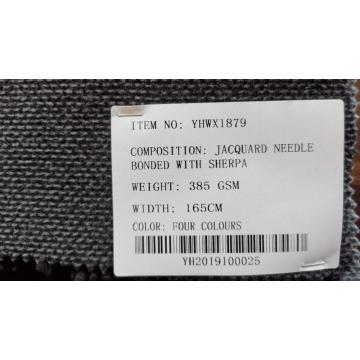 ITEM NO: YHWX1879
COMPOSITION: JACQUARD NEEDLE
BONDED WITH SHERPA
WEIGHT: 385 GSM
WIDTH: 165CM
COLOR: FOUR COLOURS
YH2019100025